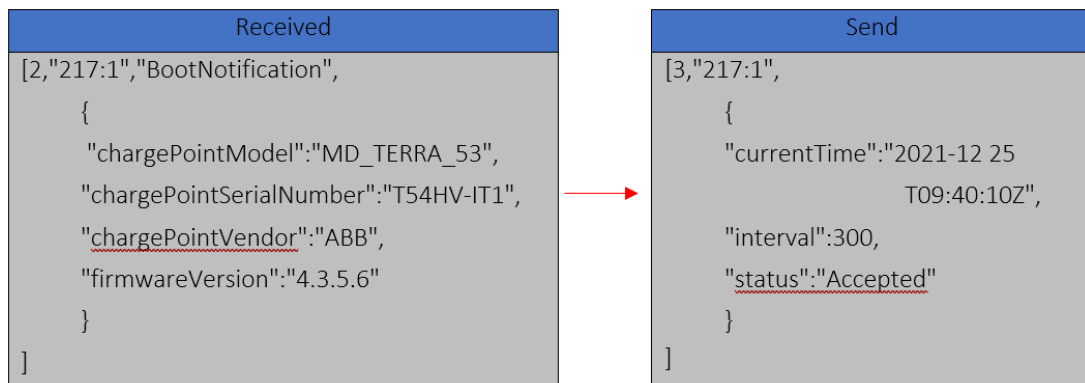 Received
[2,"217:1","BootNotification",
{
"chargePointModel":"MD_TERRA_53",
"chargePointSerialNumber":"T54HV-IT1",
"chargePointVendor":"ABB",
"firmwareVersion":"4.3.5.6"
}
]
Send
[3,"217:1",
{
"currentTime":"2021-12 25
T09:40:10Z",
"interval":300,
"status":"Accepted"
}
]